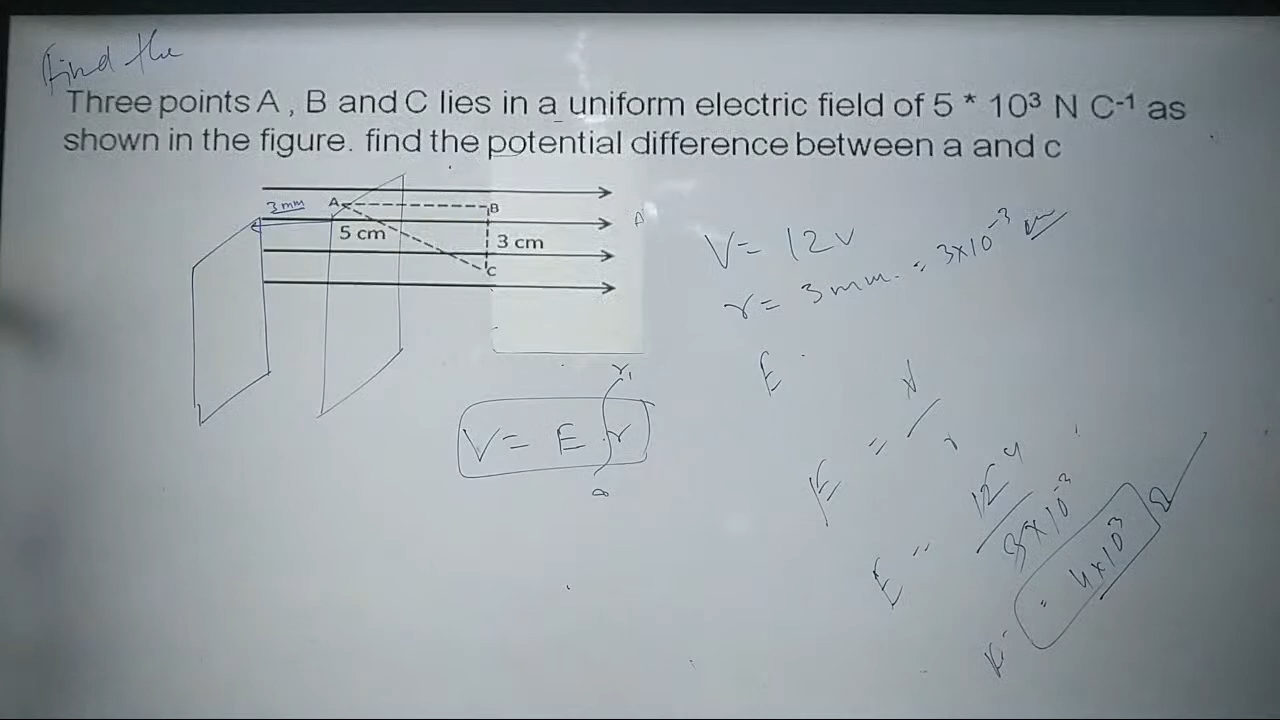 Find the
Three points A , B and C lies in a uniform electric field of 5 * 10³ N C⁻¹ as
shown in the figure. find the potential difference between a and c
3 mm
A
B
5 cm
3 cm
C
V = 12 V
r = 3 mm. = 3×10⁻³ m
E
V = E r
r₁
∞
E = V
r
E = 12 4
3×10⁻³
= 4×10³